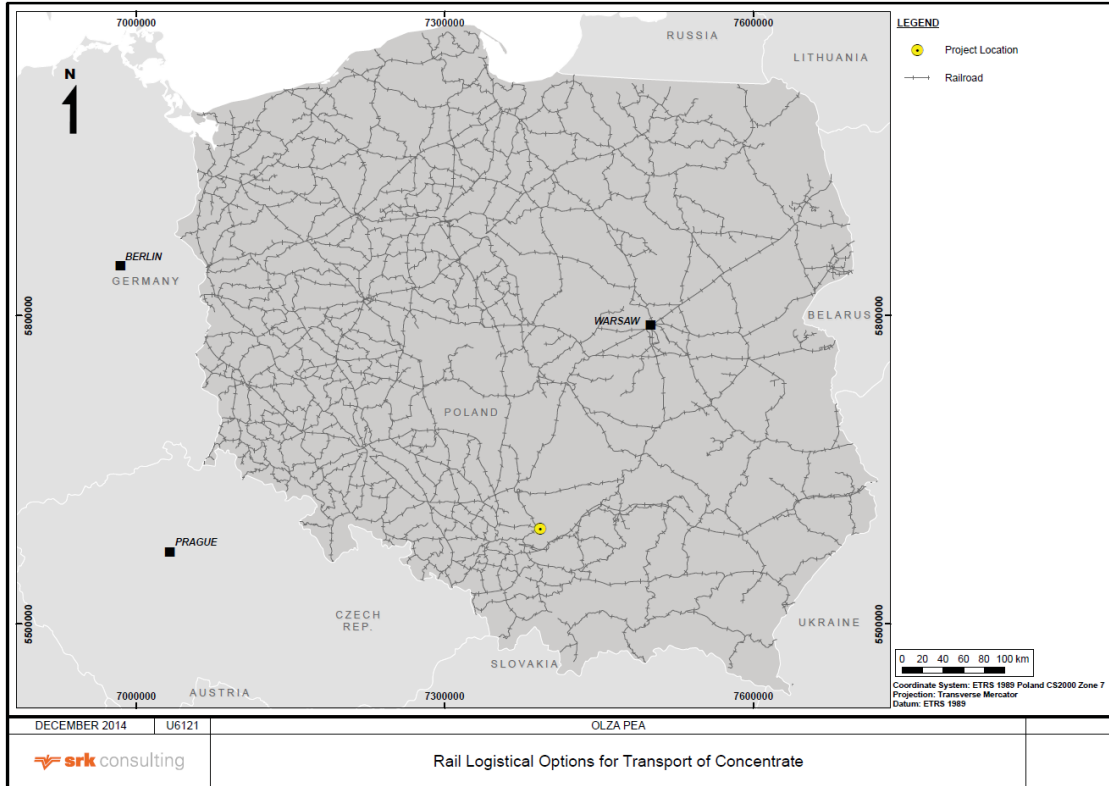 7000000
7300000
7600000
LEGEND
RUSSIA
Project Location
LITHUANIA
N
Railroad
BERLIN
GERMANY
5800000
5800000
WARSAW
BELARUS
POLAND
PRAGUE
CZECH
REP.
5500000
5500000
UKRAINE
SLOVAKIA
0 20 40 60 80 100 km
AUSTRIA
7000000
7300000
7600000
Coordinate System: ETRS 1989 Poland CS2000 Zone 7
Projection: Transverse Mercator
Datum: ETRS 1989
DECEMBER 2014
U6121
OLZA PEA
srk consulting
Rail Logistical Options for Transport of Concentrate